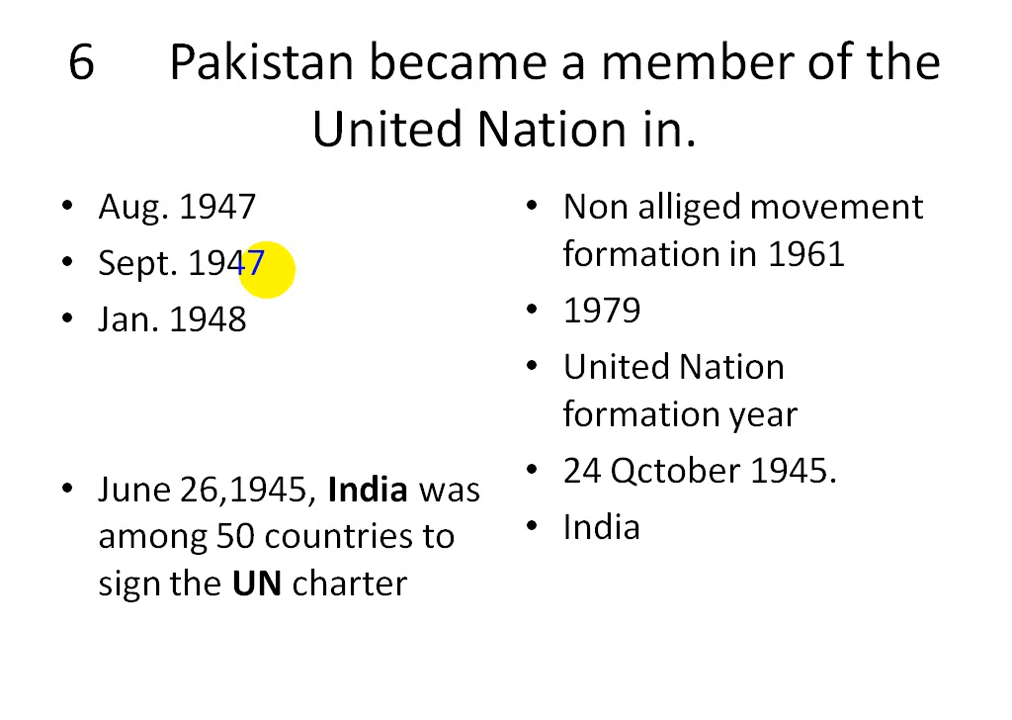 6 Pakistan became a member of the
United Nation in.
• Aug. 1947
• Sept. 1947
• Jan. 1948
• June 26,1945, India was
among 50 countries to
sign the UN charter
• Non alliged movement
formation in 1961
• 1979
• United Nation
formation year
• 24 Qctober 1945.
• India